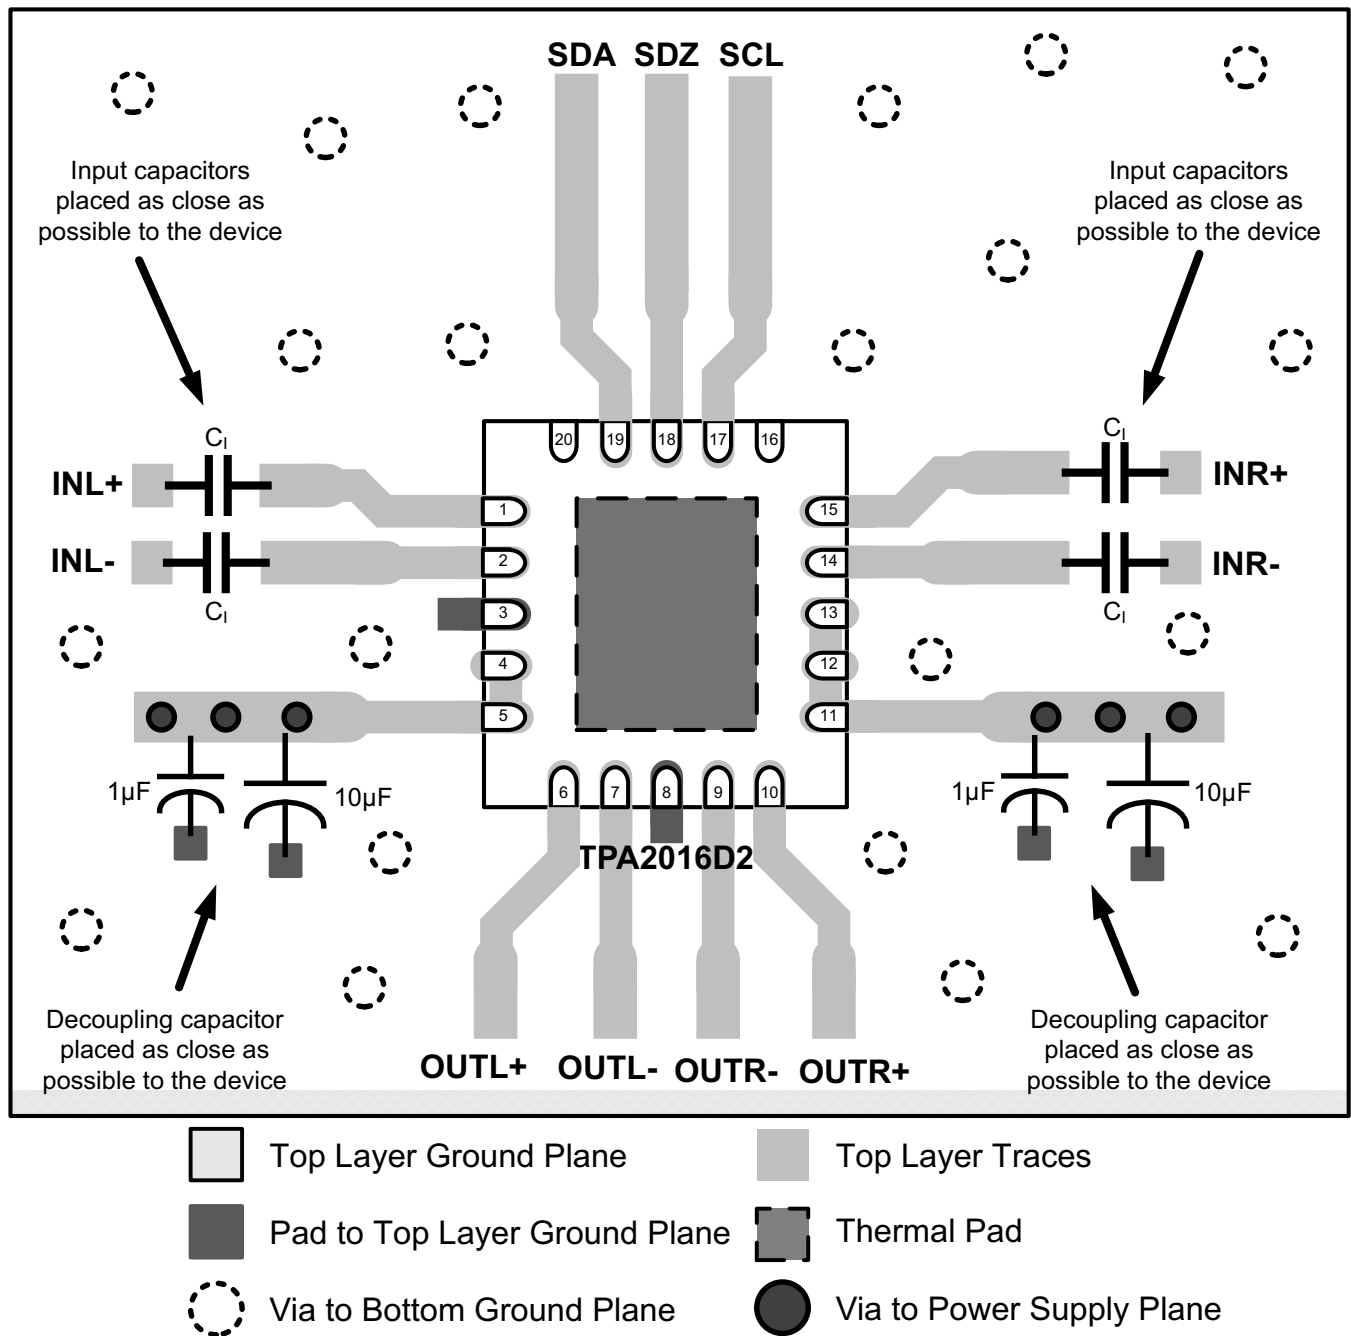 SDA SDZ SCL
Input capacitors
placed as close as
possible to the device
Input capacitors
placed as close as
possible to the device
20 19 18 17 16
CI
INL+
CI
INR+
1
15
INL-
CI
2
14
INR-
CI
3
13
4
12
5
11
1µF
10µF
6 7 8 9 10
1µF
10µF
TPA2016D2
Decoupling capacitor
placed as close as
possible to the device
Decoupling capacitor
placed as close as
possible to the device
OUTL+ OUTL- OUTR- OUTR+
Top Layer Ground Plane
Top Layer Traces
Pad to Top Layer Ground Plane
Thermal Pad
Via to Bottom Ground Plane
Via to Power Supply Plane